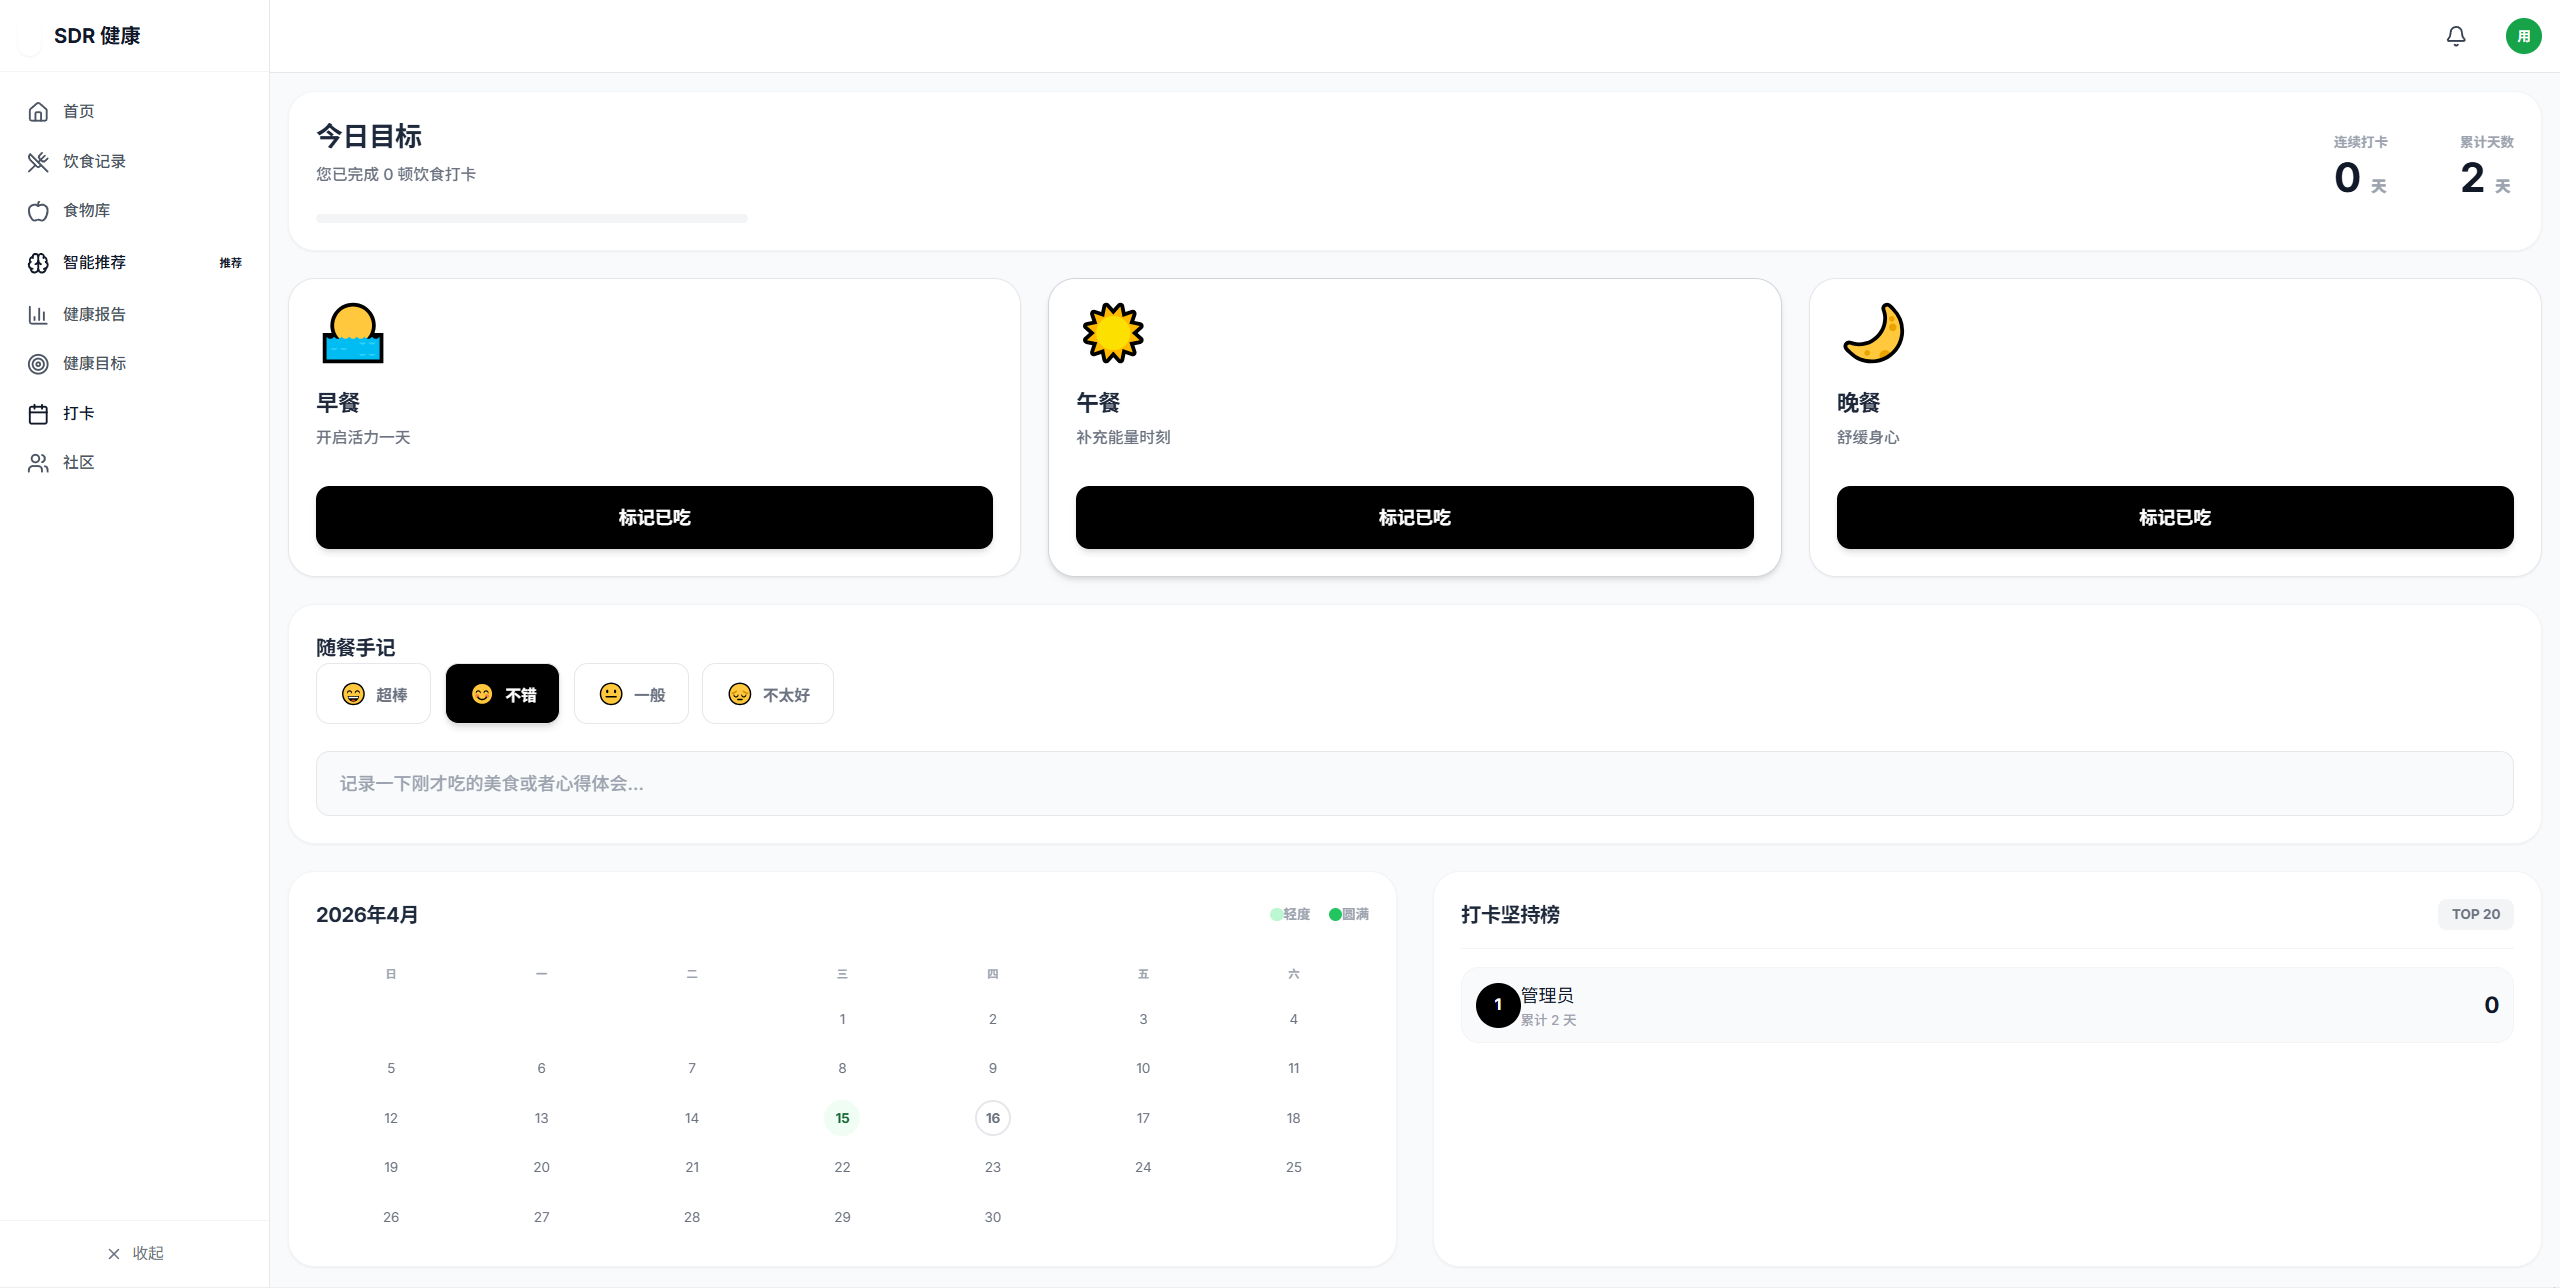 SDR 健康
用
首页
饮食记录
食物库
智能推荐 推荐
健康报告
健康目标
打卡
社区
收起
今日目标
您已完成 0 顿饮食打卡
连续打卡
0 天
累计天数
2 天
早餐
开启活力一天
标记已吃
午餐
补充能量时刻
标记已吃
晚餐
舒缓身心
标记已吃
随餐手记
超棒 不错 一般 不太好
记录一下刚才吃的美食或者心得体会...
2026年4月
轻度 圆满
日 一 二 三 四 五 六
1 2 3 4
5 6 7 8 9 10 11
12 13 14 15 16 17 18
19 20 21 22 23 24 25
26 27 28 29 30
打卡坚持榜
TOP 20
1
管理员
累计 2 天
0